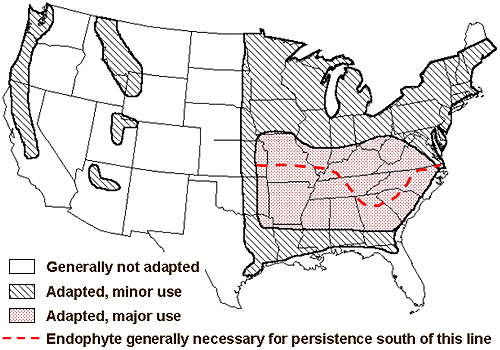 Generally not adapted
Adapted, minor use
Adapted, major use
Endophyte generally necessary for persistence south of this line